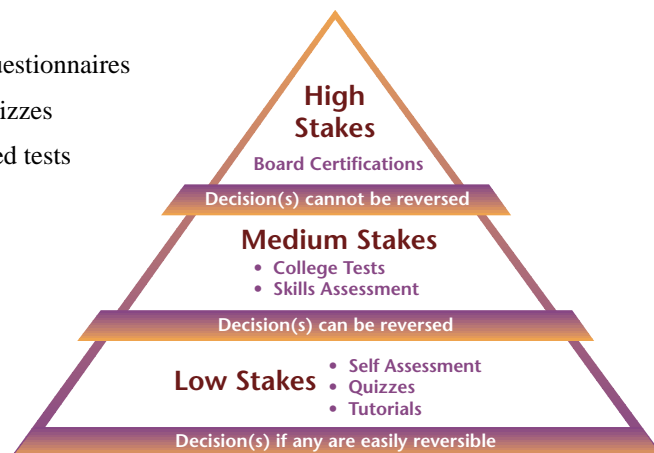 uestionnaires
izzes
ed tests
High
Stakes
Board Certifications
Decision(s) cannot be reversed
Medium Stakes
• College Tests
• Skills Assessment
Decision(s) can be reversed
Low Stakes
• Self Assessment
• Quizzes
• Tutorials
Decision(s) if any are easily reversible